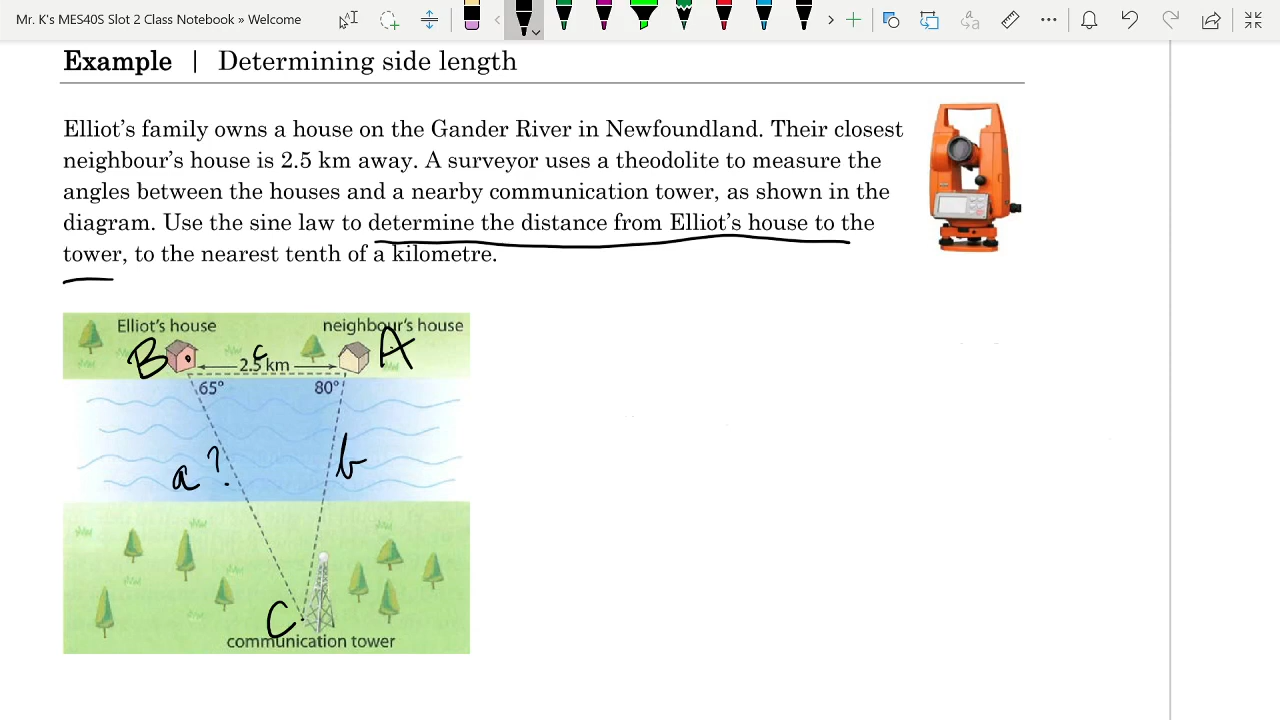 Mr. K's MES40S Slot 2 Class Notebook » Welcome
Example | Determining side length
Elliot's family owns a house on the Gander River in Newfoundland. Their closest
neighbour's house is 2.5 km away. A surveyor uses a theodolite to measure the
angles between the houses and a nearby communication tower, as shown in the
diagram. Use the sine law to determine the distance from Elliot's house to the
tower, to the nearest tenth of a kilometre.
Elliot's house
neighbour's house
B
c
A
2.5 km
65°
80°
a?
b
C
communication tower